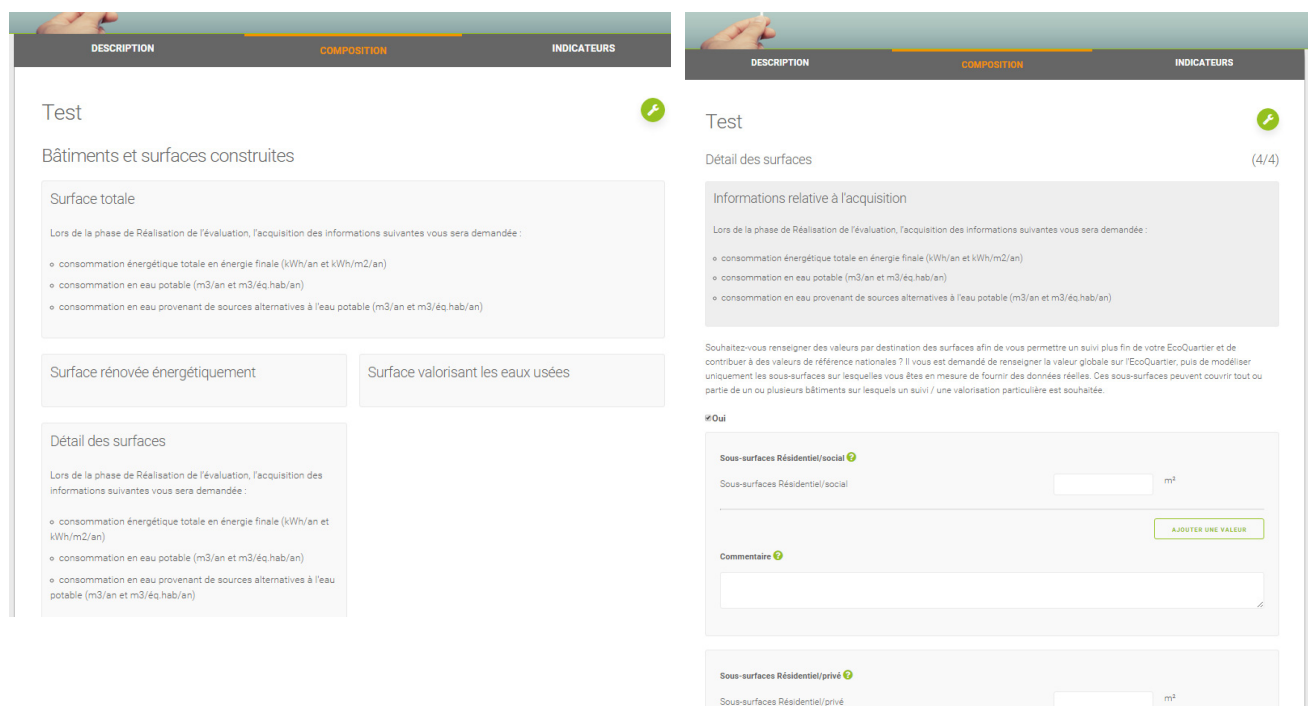 DESCRIPTION
COMPOSITION
INDICATEURS
Test
Bâtiments et surfaces construites
Surface totale
Lors de la phase de Réalisation de l'évaluation, l'acquisition des informations suivantes vous sera demandée :
consommation énergétique totale en énergie finale (kWh/an et kWh/m2/an)
consommation en eau potable (m3/an et m3/éq.hab/an)
consommation en eau provenant de sources alternatives à l'eau potable (m3/an et m3/éq.hab/an)
Surface rénovée énergétiquement
Surface valorisant les eaux usées
Détail des surfaces
Lors de la phase de Réalisation de l'évaluation, l'acquisition des
informations suivantes vous sera demandée :
consommation énergétique totale en énergie finale (kWh/an et
kWh/m2/an)
consommation en eau potable (m3/an et m3/éq.hab/an)
consommation en eau provenant de sources alternatives à l'eau
potable (m3/an et m3/éq.hab/an)
DESCRIPTION
COMPOSITION
INDICATEURS
Test
Détail des surfaces
(4/4)
Informations relative à l'acquisition
Lors de la phase de Réalisation de l'évaluation, l'acquisition des informations suivantes vous sera demandée :
consommation énergétique totale en énergie finale (kWh/an et kWh/m2/an)
consommation en eau potable (m3/an et m3/éq.hab/an)
consommation en eau provenant de sources alternatives à l'eau potable (m3/an et m3/éq.hab/an)
Souhaitez-vous renseigner des valeurs par destination des surfaces afin de vous permettre un suivi plus fin de votre EcoQuartier et de
contribuer à des valeurs de référence nationales ? Il vous est demandé de renseigner la valeur globale sur l'EcoQuartier, puis de modéliser
uniquement les sous-surfaces sur lesquelles vous êtes en mesure de fournir des données réelles. Ces sous-surfaces peuvent couvrir tout ou
partie de un ou plusieurs bâtiments sur lesquels un suivi / une valorisation particulière est souhaitée.
Oui
Sous-surfaces Résidentiel/social
Sous-surfaces Résidentiel/social
m²
AJOUTER UNE VALEUR
Commentaire
Sous-surfaces Résidentiel/privé
Sous-surfaces Résidentiel/privé
m²